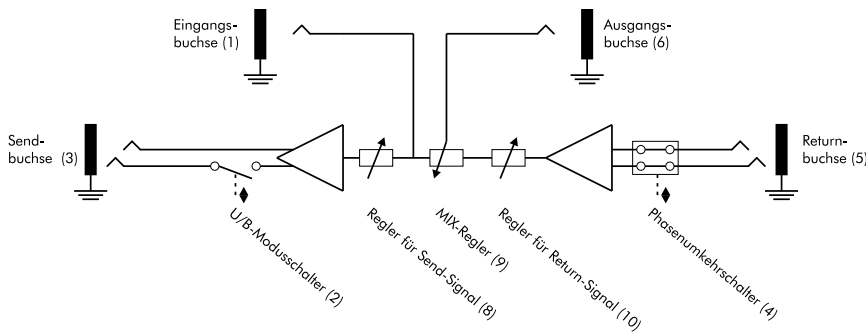 Eingangs-
buchse (1)
Ausgangs-
buchse (6)
Send-
buchse (3)
Return-
buchse (5)
U/B-Modusschalter (2)
Regler für Send-Signal (8)
MIX-Regler (9)
Regler für Return-Signal (10)
Phasenumkehrschalter (4)